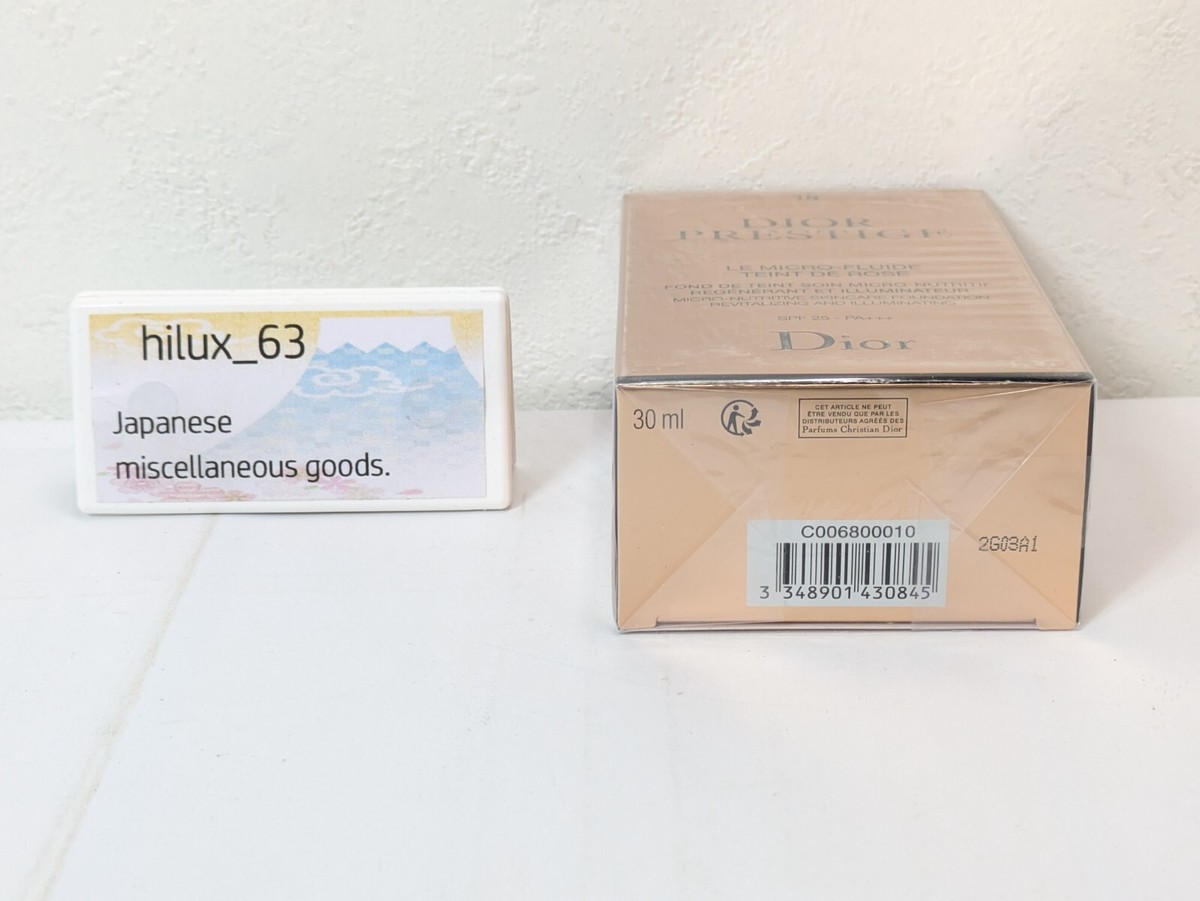 hilux_63
Japanese
miscellaneous goods.
DIOR
PRESTIGE
LE MICRO-FLUIDE
TEINT DE ROSE
FOND DE TEINT SOIN MICRO-NUTRITIF
RÉGÉNÉRANT ET ILLUMINATEUR
MICRO-NUTRITIVE SKINCARE FOUNDATION
REVITALIZING AND ILLUMINATING
SPF 25 - PA+++
Dior
30 ml
CET ARTICLE NE PEUT
ÊTRE VENDU QUE PAR LES
DISTRIBUTEURS AGRÉÉS DES
Parfums Christian Dior
C006800010
2G03A1
3 348901 430845